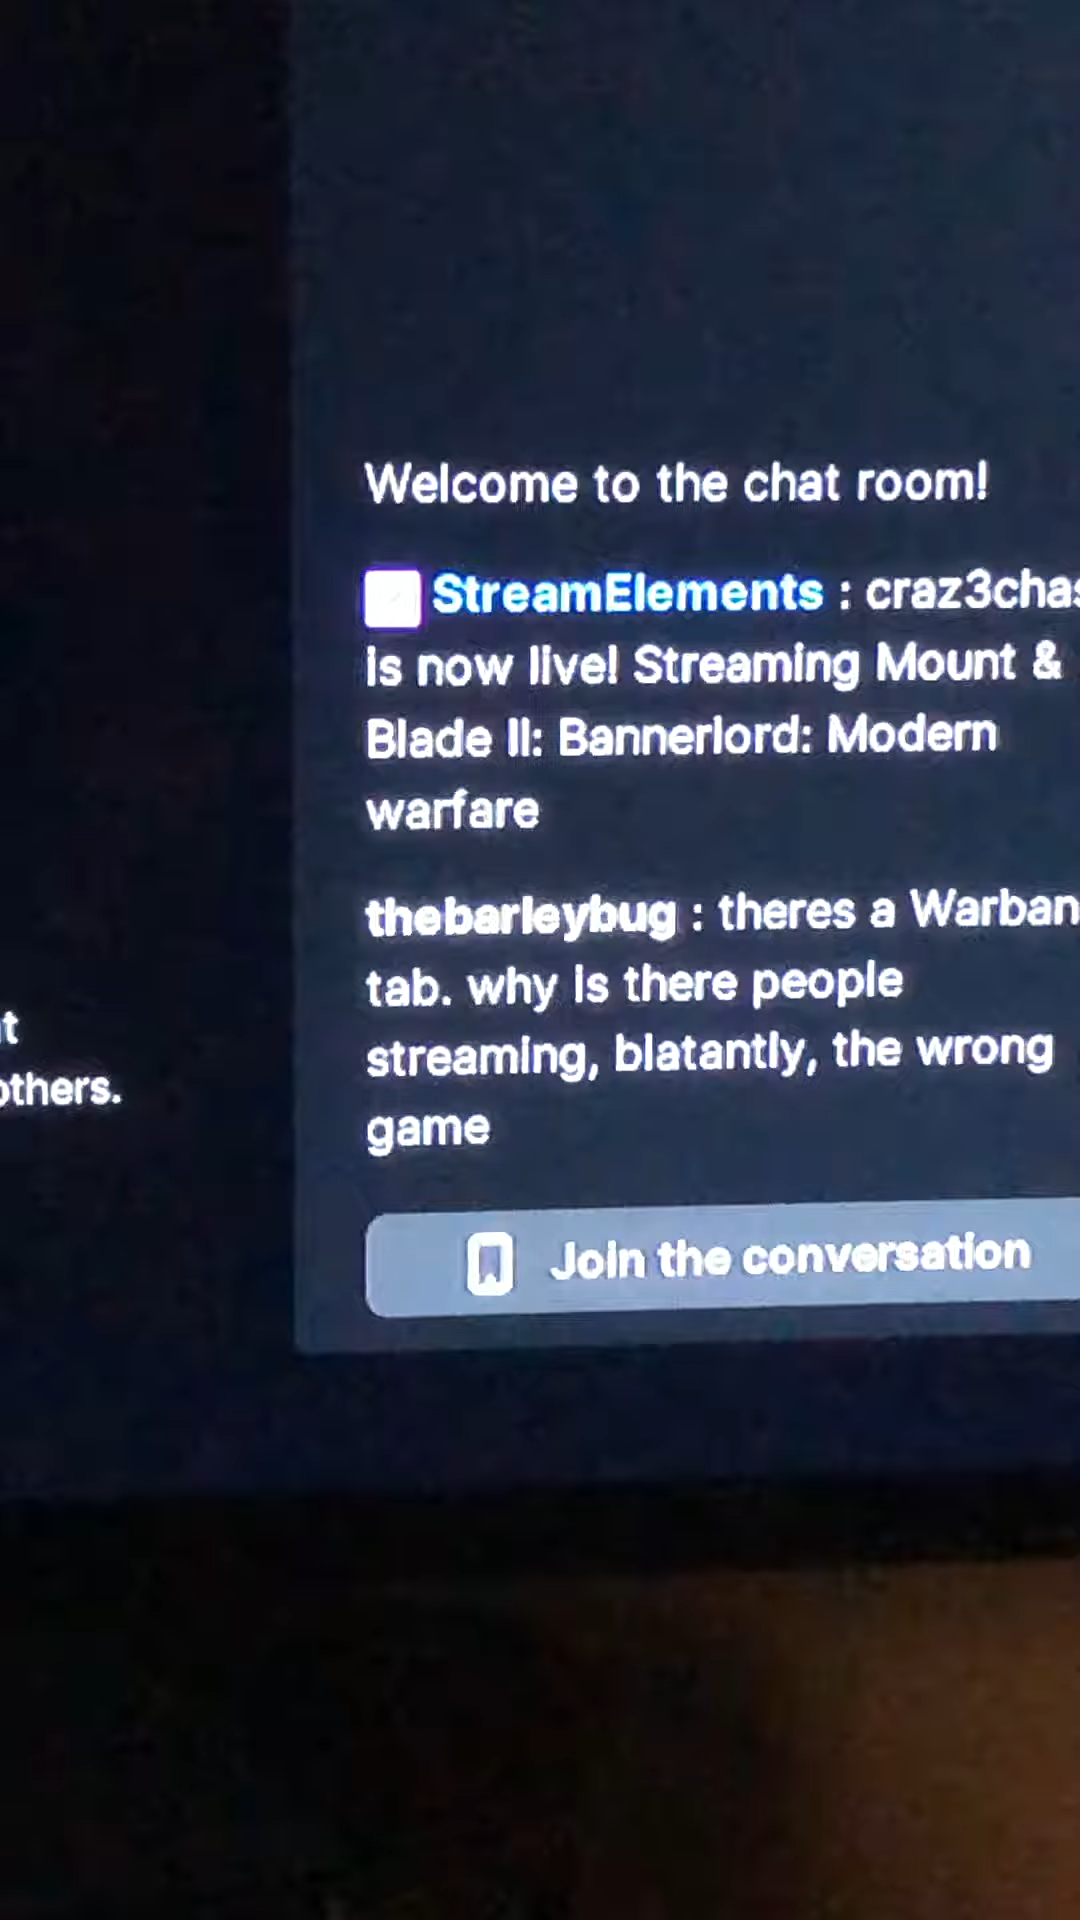 Welcome to the chat room!
StreamElements : craz3chas
is now live! Streaming Mount &
Blade II: Bannerlord: Modern
warfare
thebarleybug : theres a Warban
tab. why is there people
streaming, blatantly, the wrong
game
Join the conversation
others.